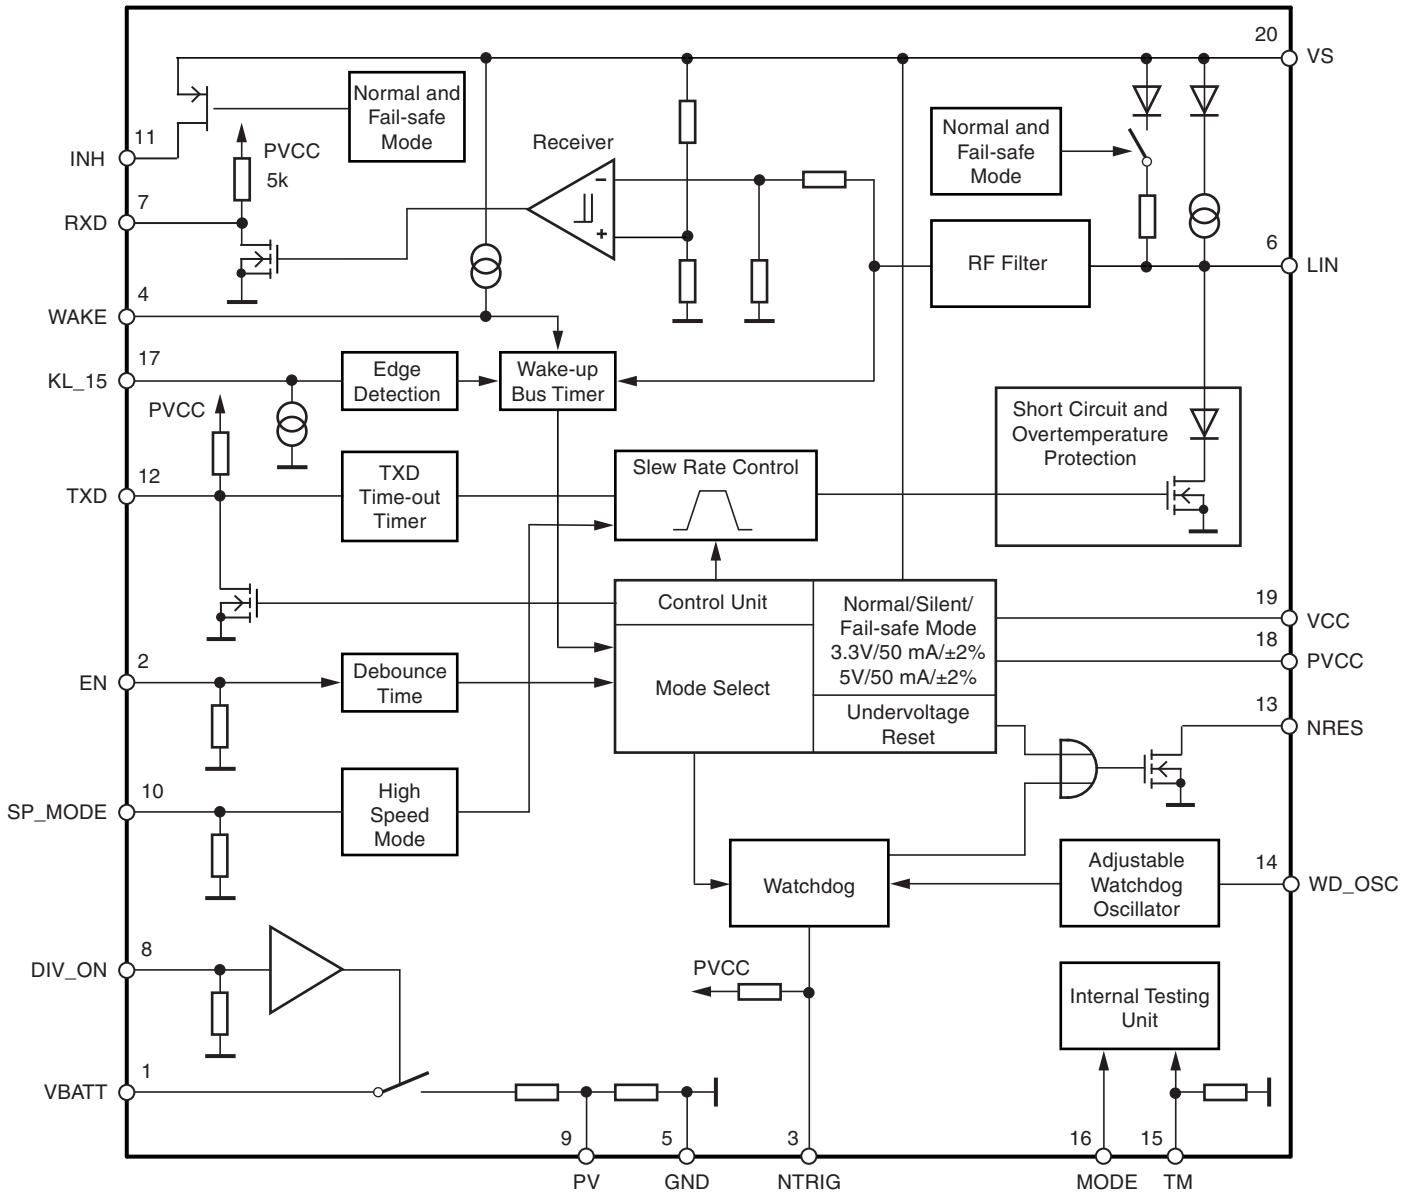 20
VS
Normal and
Fail-safe
Mode
11
INH
PVCC
5k
Receiver
-
+
Normal and
Fail-safe
Mode
7
RXD
6
LIN
RF Filter
4
WAKE
17
KL_15
Edge
Detection
Wake-up
Bus Timer
PVCC
Short Circuit and
Overtemperature
Protection
12
TXD
TXD
Time-out
Timer
Slew Rate Control
Control Unit
Normal/Silent/
Fail-safe Mode
3.3V/50 mA/±2%
5V/50 mA/±2%
19
VCC
18
PVCC
2
EN
Debounce
Time
Mode Select
Undervoltage
Reset
13
NRES
10
SP_MODE
High
Speed
Mode
Watchdog
Adjustable
Watchdog
Oscillator
14
WD_OSC
8
DIV_ON
PVCC
Internal Testing
Unit
1
VBATT
9
5
3
16
15
PV
GND
NTRIG
MODE
TM